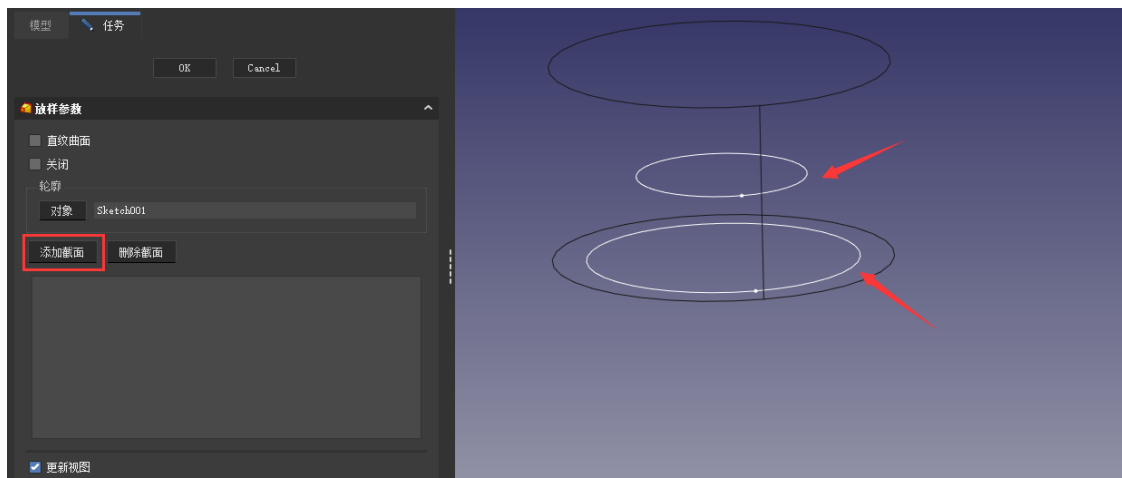 模型 任务
OK Cancel
放样参数
直纹曲面
关闭
轮廓
对象 Sketch001
添加截面 删除截面
更新视图